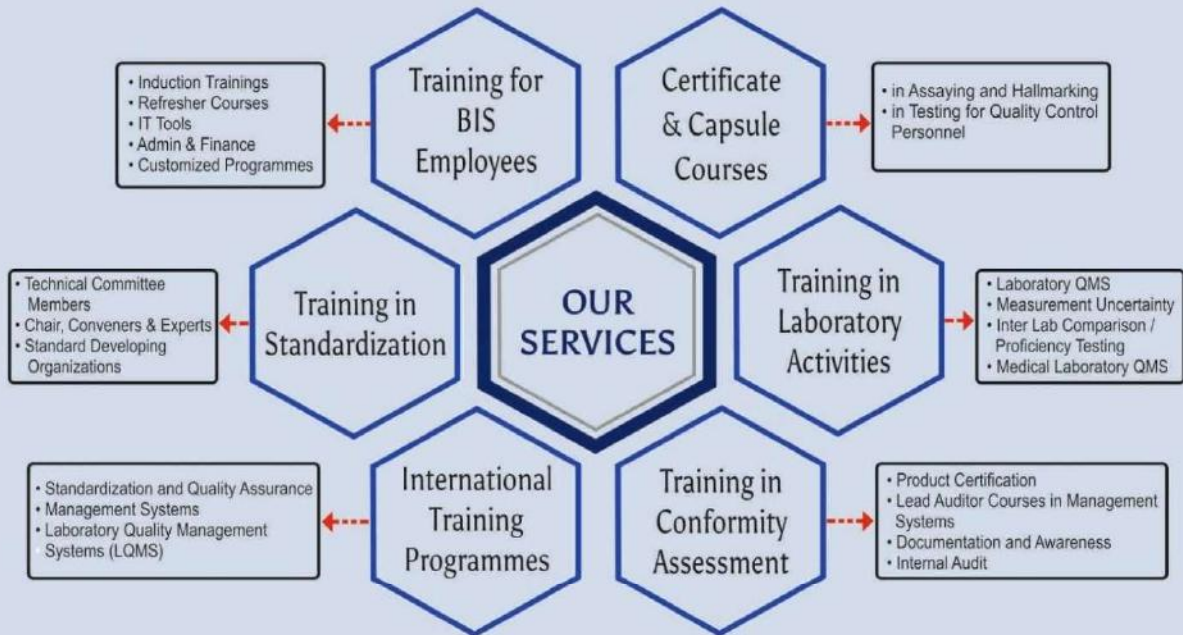 Training for
BIS
Employees
• Induction Trainings
• Refresher Courses
• IT Tools
• Admin & Finance
• Customized Programmes
Certificate
& Capsule
Courses
• in Assaying and Hallmarking
• in Testing for Quality Control
Personnel
Training in
Standardization
• Technical Committee
Members
• Chair, Conveners & Experts
• Standard Developing
Organizations
OUR
SERVICES
Training in
Laboratory
Activities
• Laboratory QMS
• Measurement Uncertainty
• Inter Lab Comparison /
Proficiency Testing
• Medical Laboratory QMS
International
Training
Programmes
• Standardization and Quality Assurance
• Management Systems
• Laboratory Quality Management
Systems (LQMS)
Training in
Conformity
Assessment
• Product Certification
• Lead Auditor Courses in Management
Systems
• Documentation and Awareness
• Internal Audit